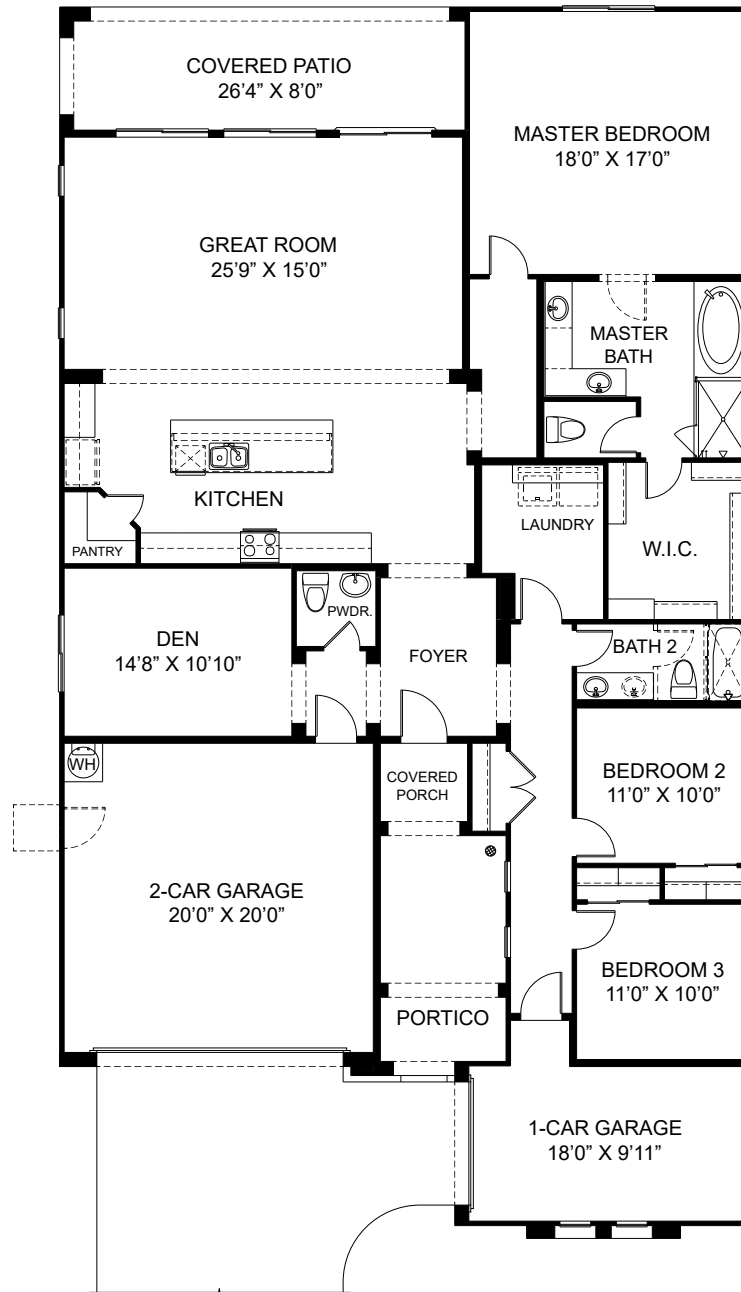 COVERED PATIO
26’4” X 8’0”
MASTER BEDROOM
18’0” X 17’0”
GREAT ROOM
25’9” X 15’0”
MASTER
BATH
KITCHEN
LAUNDRY
PANTRY
W.I.C.
PWDR.
DEN
14’8” X 10’10”
FOYER
BATH 2
WH
COVERED
PORCH
BEDROOM 2
11’0” X 10’0”
2-CAR GARAGE
20’0” X 20’0”
BEDROOM 3
11’0” X 10’0”
PORTICO
1-CAR GARAGE
18’0” X 9’11”